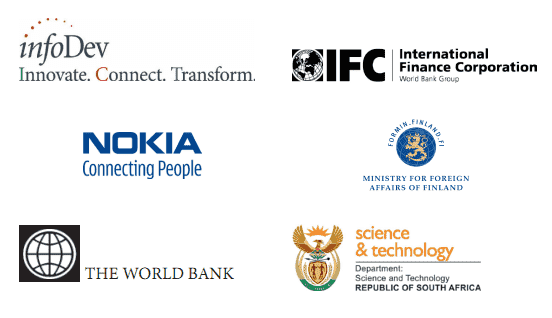 infoDev
Innovate. Connect. Transform.
IFC
International
Finance Corporation
World Bank Group
NOKIA
Connecting People
FORMIN.FINLAND.FI
MINISTRY FOR FOREIGN
AFFAIRS OF FINLAND
THE WORLD BANK
science
& technology
Department:
Science and Technology
REPUBLIC OF SOUTH AFRICA